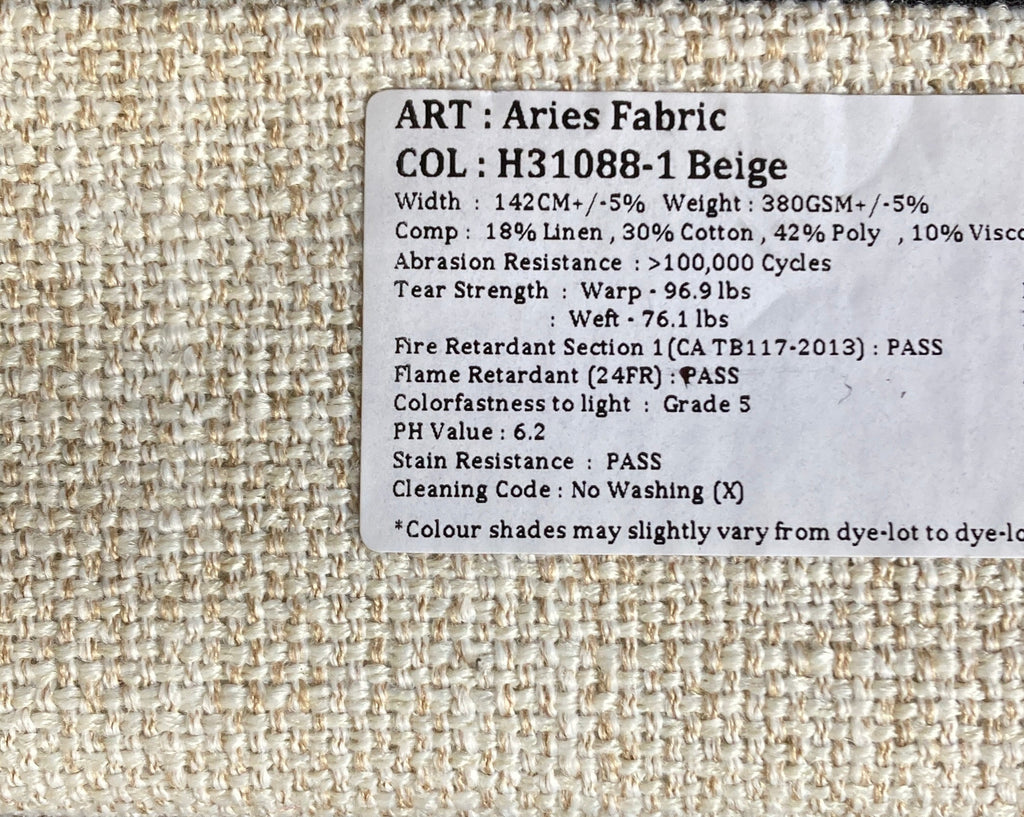 ART : Aries Fabric
COL : H31088-1 Beige
Width : 142CM+/-5% Weight : 380GSM+/-5%
Comp : 18% Linen , 30% Cotton , 42% Poly , 10% Visco
Abrasion Resistance : >100,000 Cycles
Tear Strength : Warp - 96.9 lbs
: Weft - 76.1 lbs
Fire Retardant Section 1(CA TB117-2013) : PASS
Flame Retardant (24FR) : PASS
Colorfastness to light : Grade 5
PH Value : 6.2
Stain Resistance : PASS
Cleaning Code : No Washing (X)
*Colour shades may slightly vary from dye-lot to dye-lo